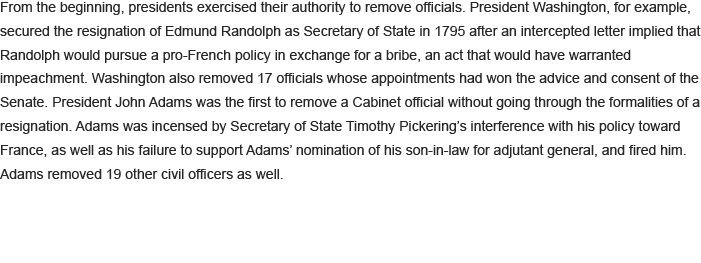 From the beginning, presidents exercised their authority to remove officials. President Washington, for example,
secured the resignation of Edmund Randolph as Secretary of State in 1795 after an intercepted letter implied that
Randolph would pursue a pro-French policy in exchange for a bribe, an act that would have warranted
impeachment. Washington also removed 17 officials whose appointments had won the advice and consent of the
Senate. President John Adams was the first to remove a Cabinet official without going through the formalities of a
resignation. Adams was incensed by Secretary of State Timothy Pickering’s interference with his policy toward
France, as well as his failure to support Adams’ nomination of his son-in-law for adjutant general, and fired him.
Adams removed 19 other civil officers as well.